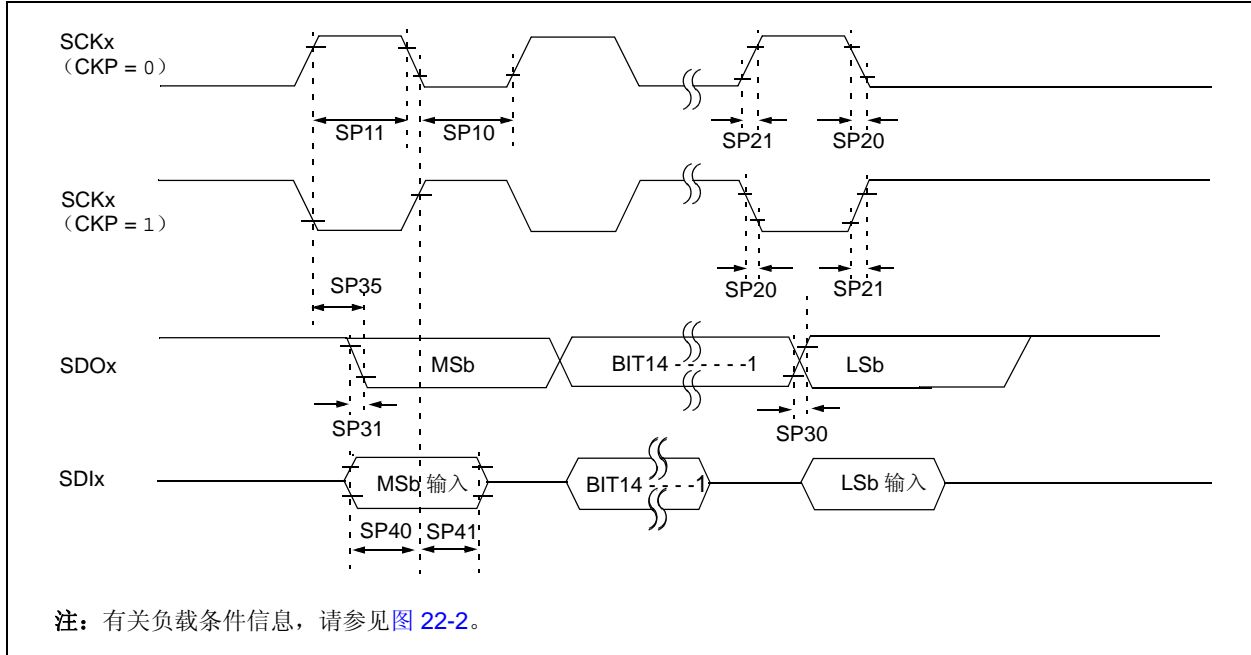 SCKx
（CKP = 0）
SP11
SP10
SP21
SP20
SCKx
（CKP = 1）
SP35
SP20
SP21
SDOx
MSb
BIT14 - - - - - -1
LSb
SP31
SP30
SDIx
MSb 输入
BIT14 - - - - -1
LSb 输入
SP40
SP41
注：有关负载条件信息，请参见图 22-2。